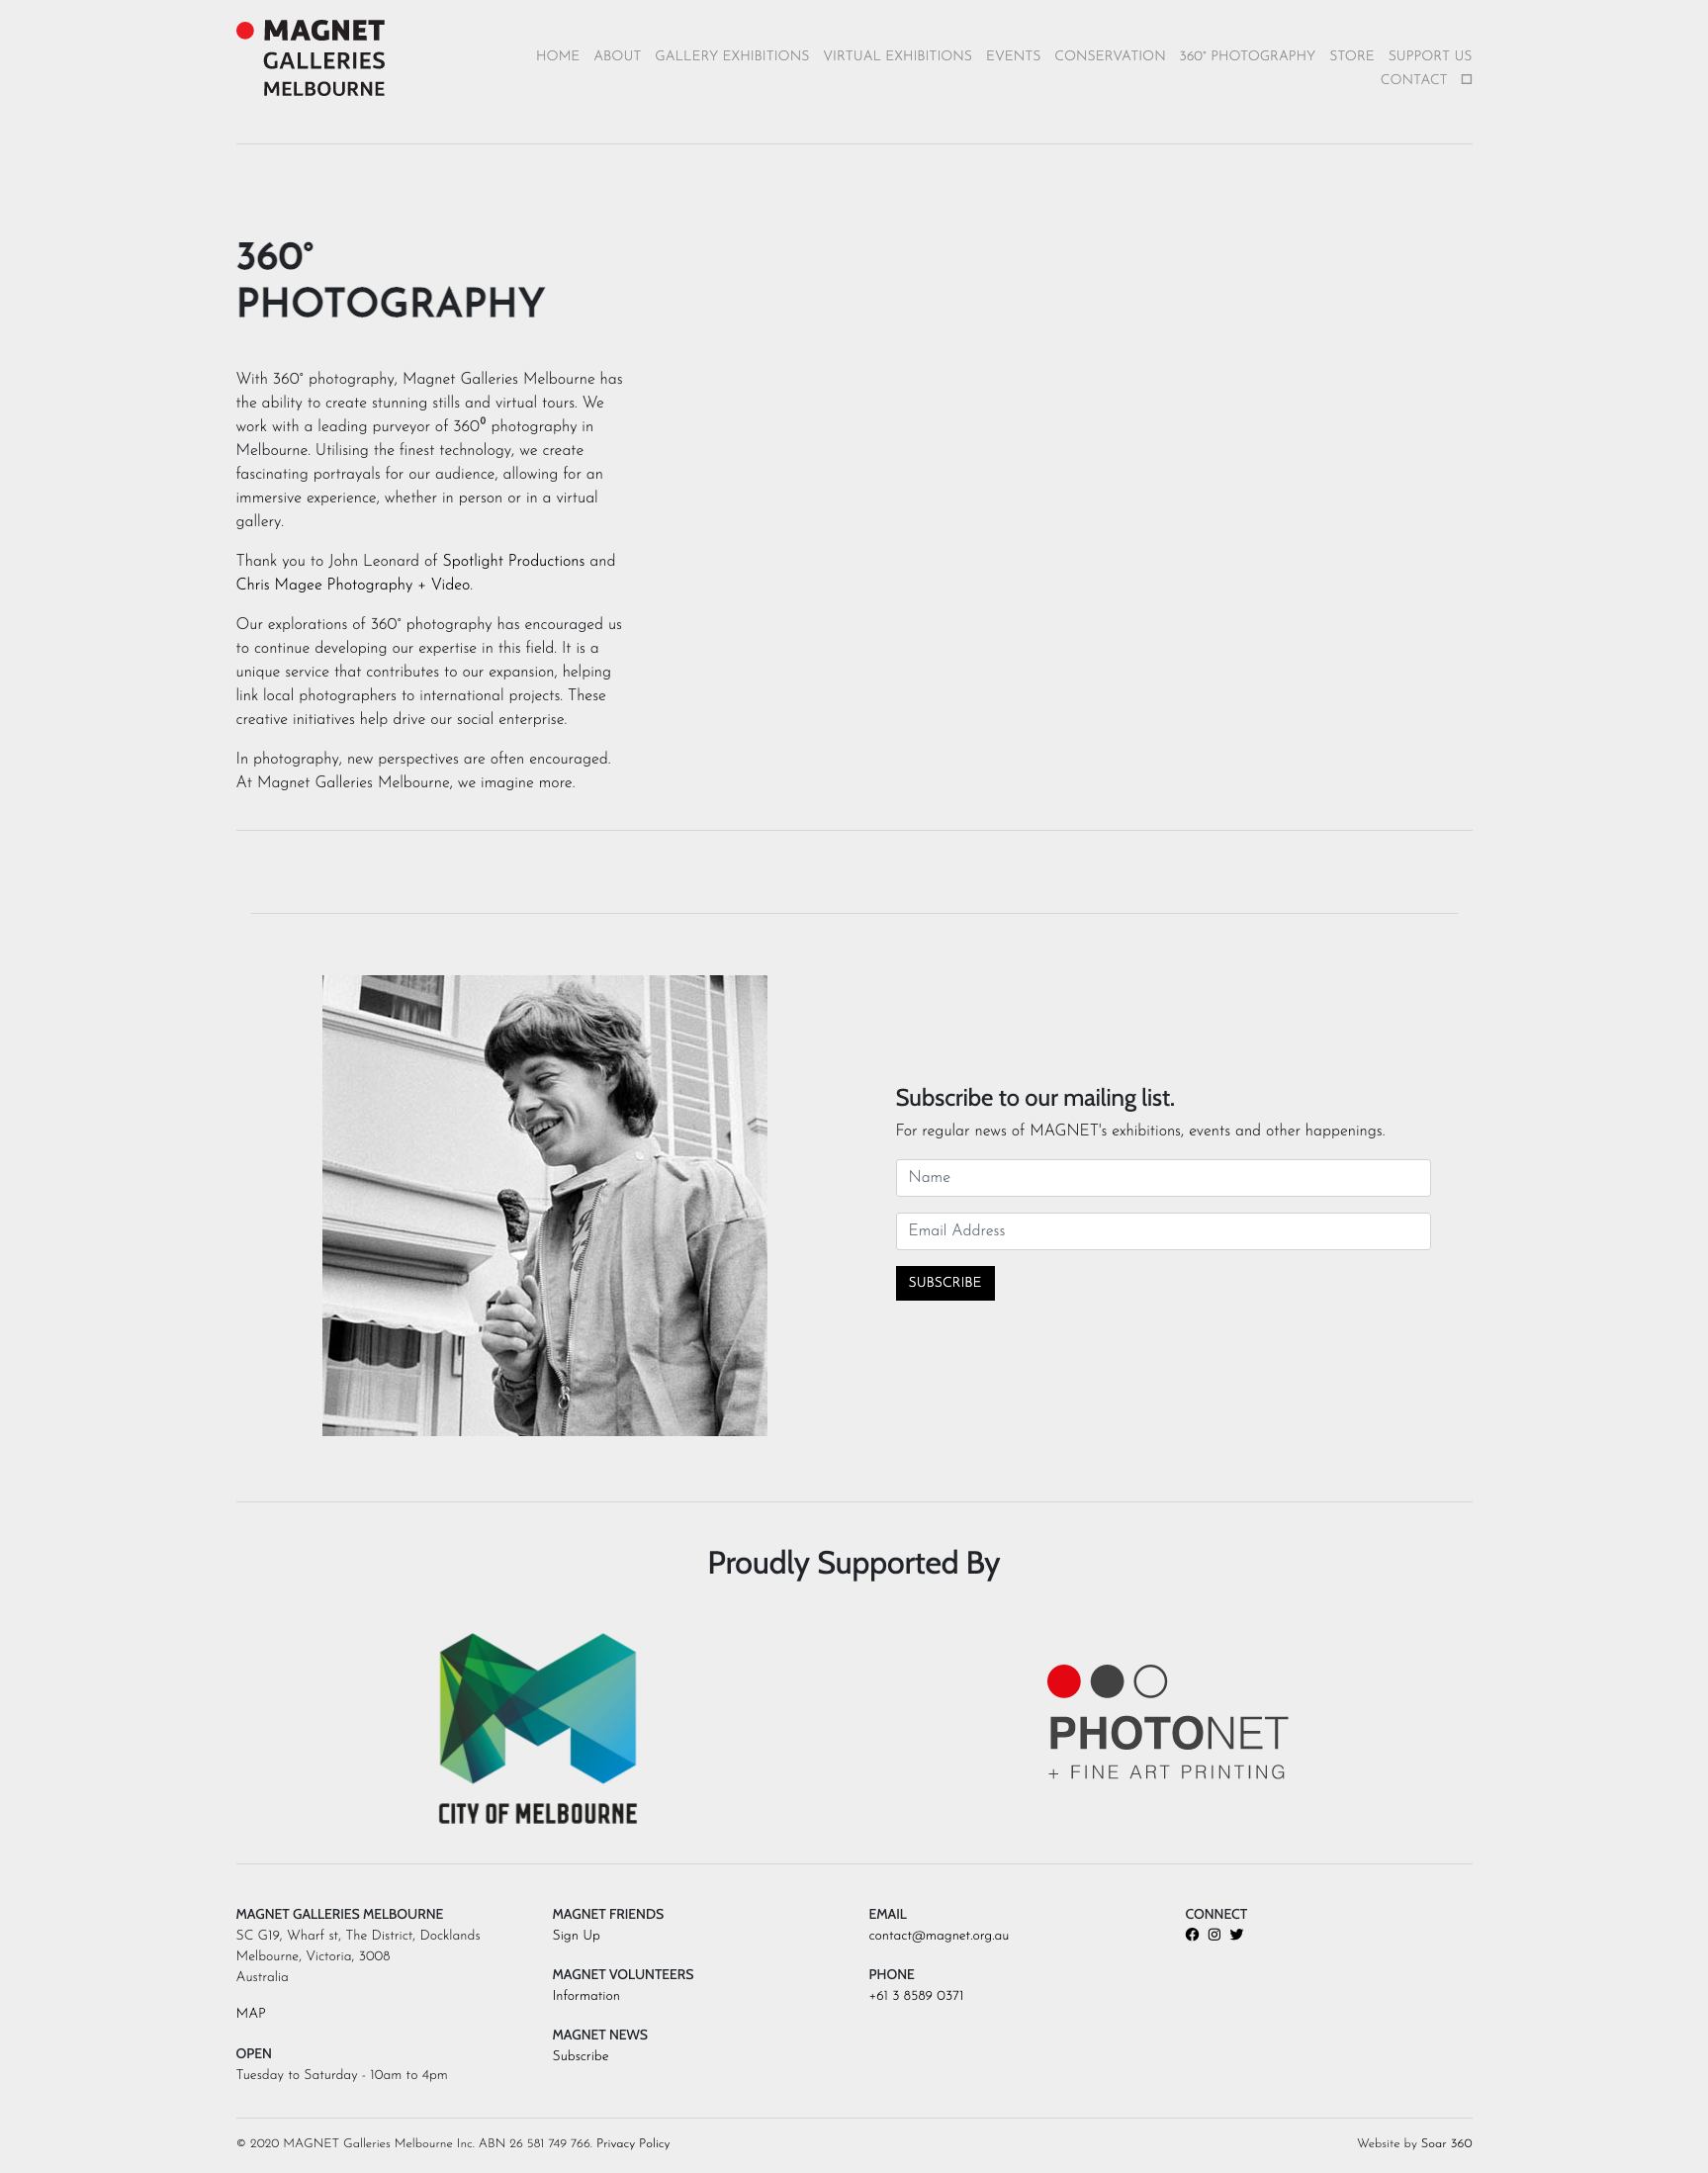 MAGNET
GALLERIES
MELBOURNE
HOME ABOUT GALLERY EXHIBITIONS VIRTUAL EXHIBITIONS EVENTS CONSERVATION 360° PHOTOGRAPHY STORE SUPPORT US
CONTACT
360°
PHOTOGRAPHY
With 360° photography, Magnet Galleries Melbourne has
the ability to create stunning stills and virtual tours. We
work with a leading purveyor of 360⁰ photography in
Melbourne. Utilising the finest technology, we create
fascinating portrayals for our audience, allowing for an
immersive experience, whether in person or in a virtual
gallery.
Thank you to John Leonard of Spotlight Productions and
Chris Magee Photography + Video.
Our explorations of 360° photography has encouraged us
to continue developing our expertise in this field. It is a
unique service that contributes to our expansion, helping
link local photographers to international projects. These
creative initiatives help drive our social enterprise.
In photography, new perspectives are often encouraged.
At Magnet Galleries Melbourne, we imagine more.
Subscribe to our mailing list.
For regular news of MAGNET's exhibitions, events and other happenings.
Name
Email Address
SUBSCRIBE
Proudly Supported By
CITY OF MELBOURNE
PHOTONET
+ FINE ART PRINTING
MAGNET GALLERIES MELBOURNE
SC G19, Wharf st, The District, Docklands
Melbourne, Victoria, 3008
Australia
MAP
OPEN
Tuesday to Saturday - 10am to 4pm
MAGNET FRIENDS
Sign Up
MAGNET VOLUNTEERS
Information
MAGNET NEWS
Subscribe
EMAIL
contact@magnet.org.au
PHONE
+61 3 8589 0371
CONNECT
© 2020 MAGNET Galleries Melbourne Inc. ABN 26 581 749 766. Privacy Policy
Website by Soar 360